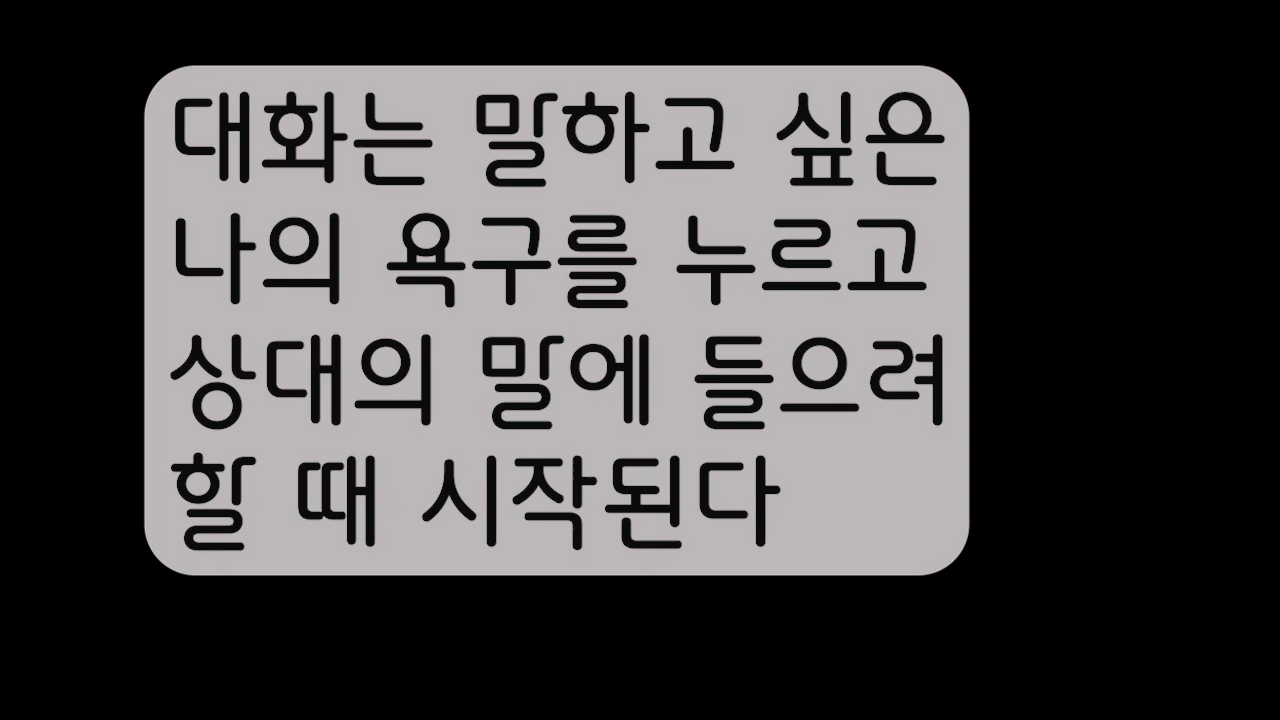 대화는 말하고 싶은
나의 욕구를 누르고
상대의 말에 들으려
할 때 시작된다